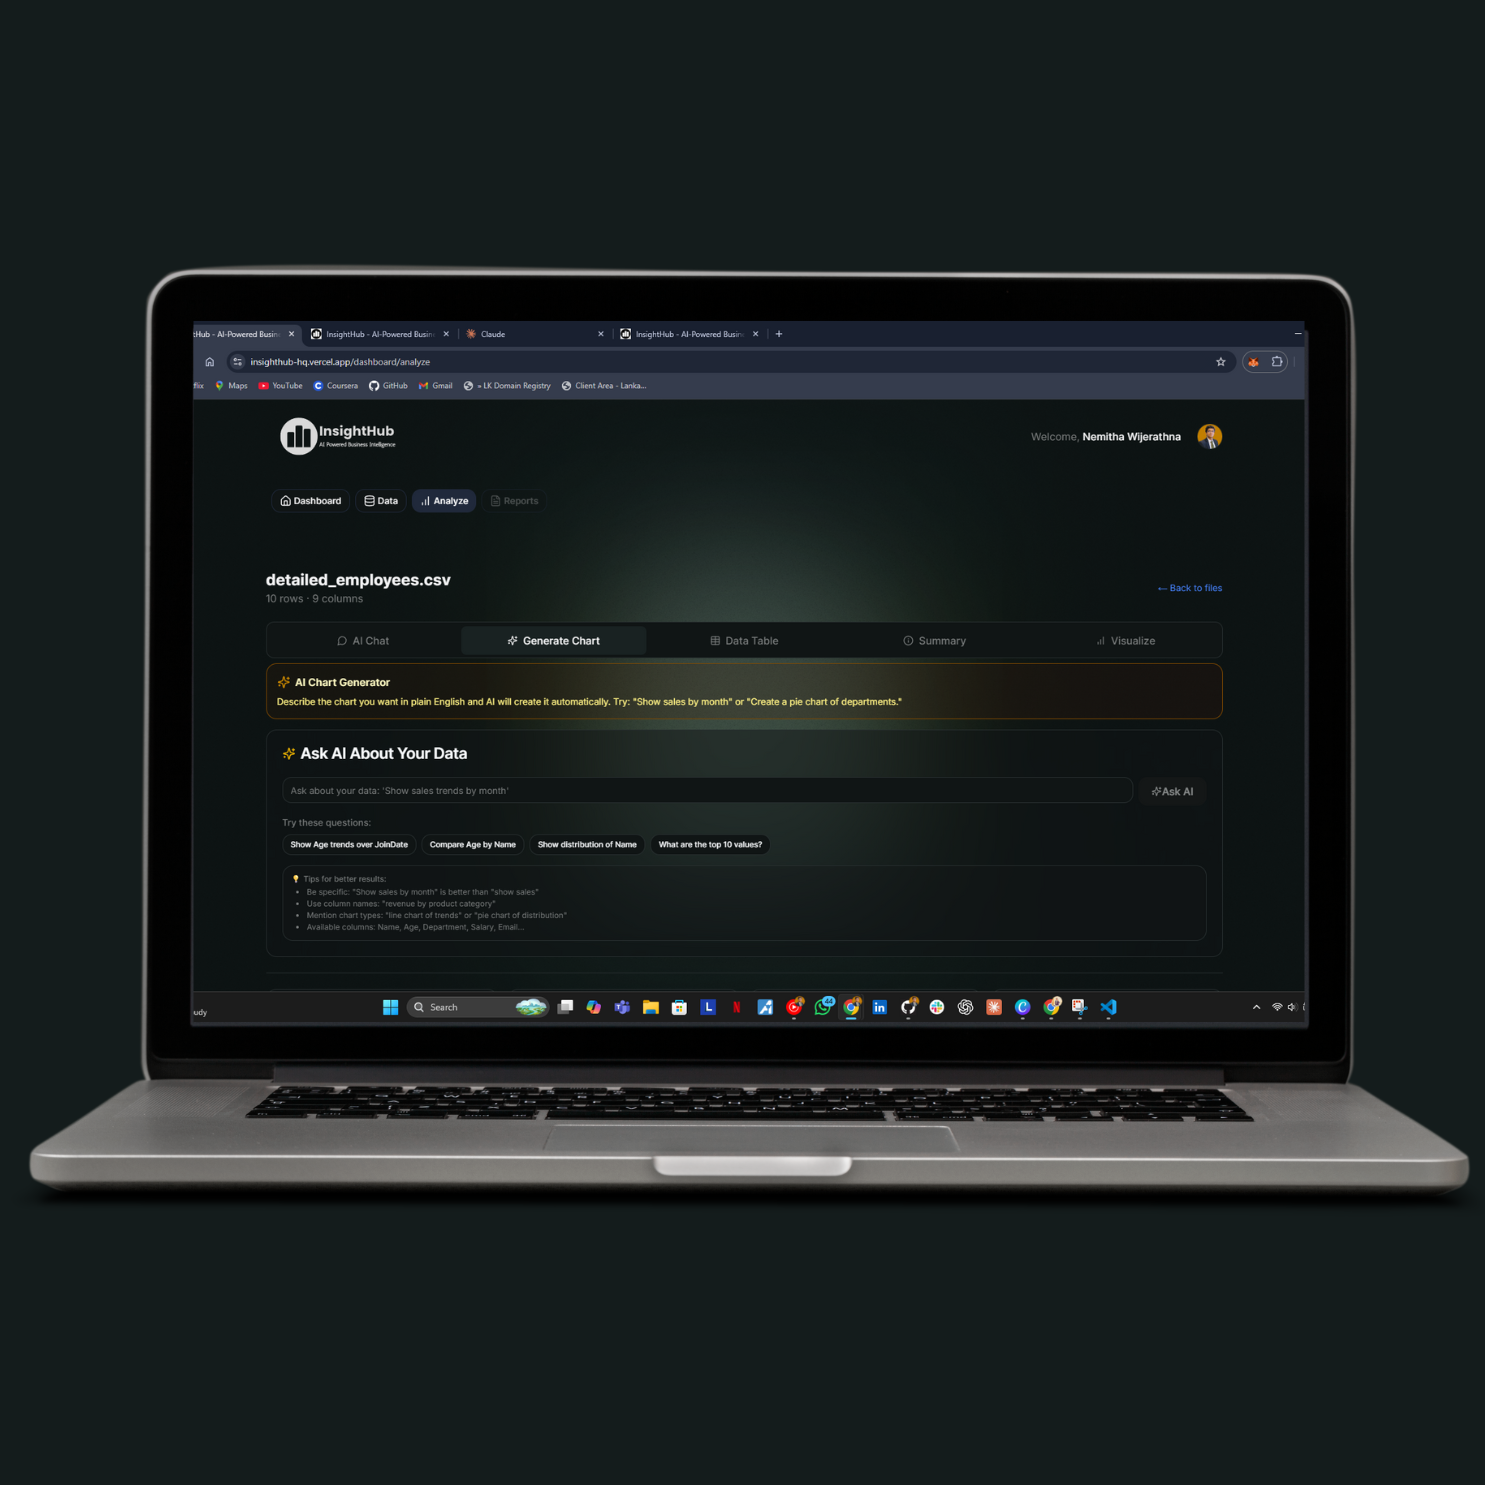 tHub - AI-Powered Busin
InsightHub - AI-Powered Busin
Claude
InsightHub - AI-Powered Busin
insighthub-hq.vercel.app/dashboard/analyze
flix
Maps
YouTube
Coursera
GitHub
Gmail
LK Domain Registry
Client Area - Lanka...
InsightHub
AI Powered Business Intelligence
Welcome, Nemitha Wijerathna
Dashboard
Data
Analyze
Reports
detailed_employees.csv
10 rows · 9 columns
← Back to files
AI Chat
Generate Chart
Data Table
Summary
Visualize
AI Chart Generator
Describe the chart you want in plain English and AI will create it automatically. Try: "Show sales by month" or "Create a pie chart of departments."
Ask AI About Your Data
Ask about your data: 'Show sales trends by month'
Ask AI
Try these questions:
Show Age trends over JoinDate
Compare Age by Name
Show distribution of Name
What are the top 10 values?
Tips for better results:
• Be specific: "Show sales by month" is better than "show sales"
• Use column names: "revenue by product category"
• Mention chart types: "line chart of trends" or "pie chart of distribution"
• Available columns: Name, Age, Department, Salary, Email...
udy
Search
L
N
44
in